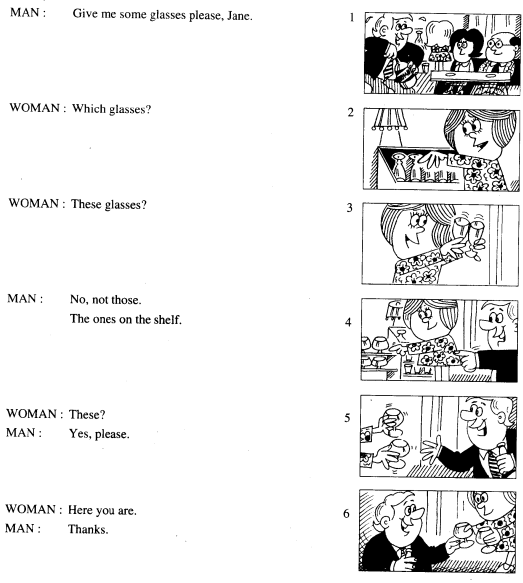 MAN : Give me some glasses please, Jane.
1
WOMAN : Which glasses?
2
WOMAN : These glasses?
3
MAN : No, not those.
The ones on the shelf.
4
WOMAN : These?
MAN : Yes, please.
5
WOMAN : Here you are.
MAN : Thanks.
6